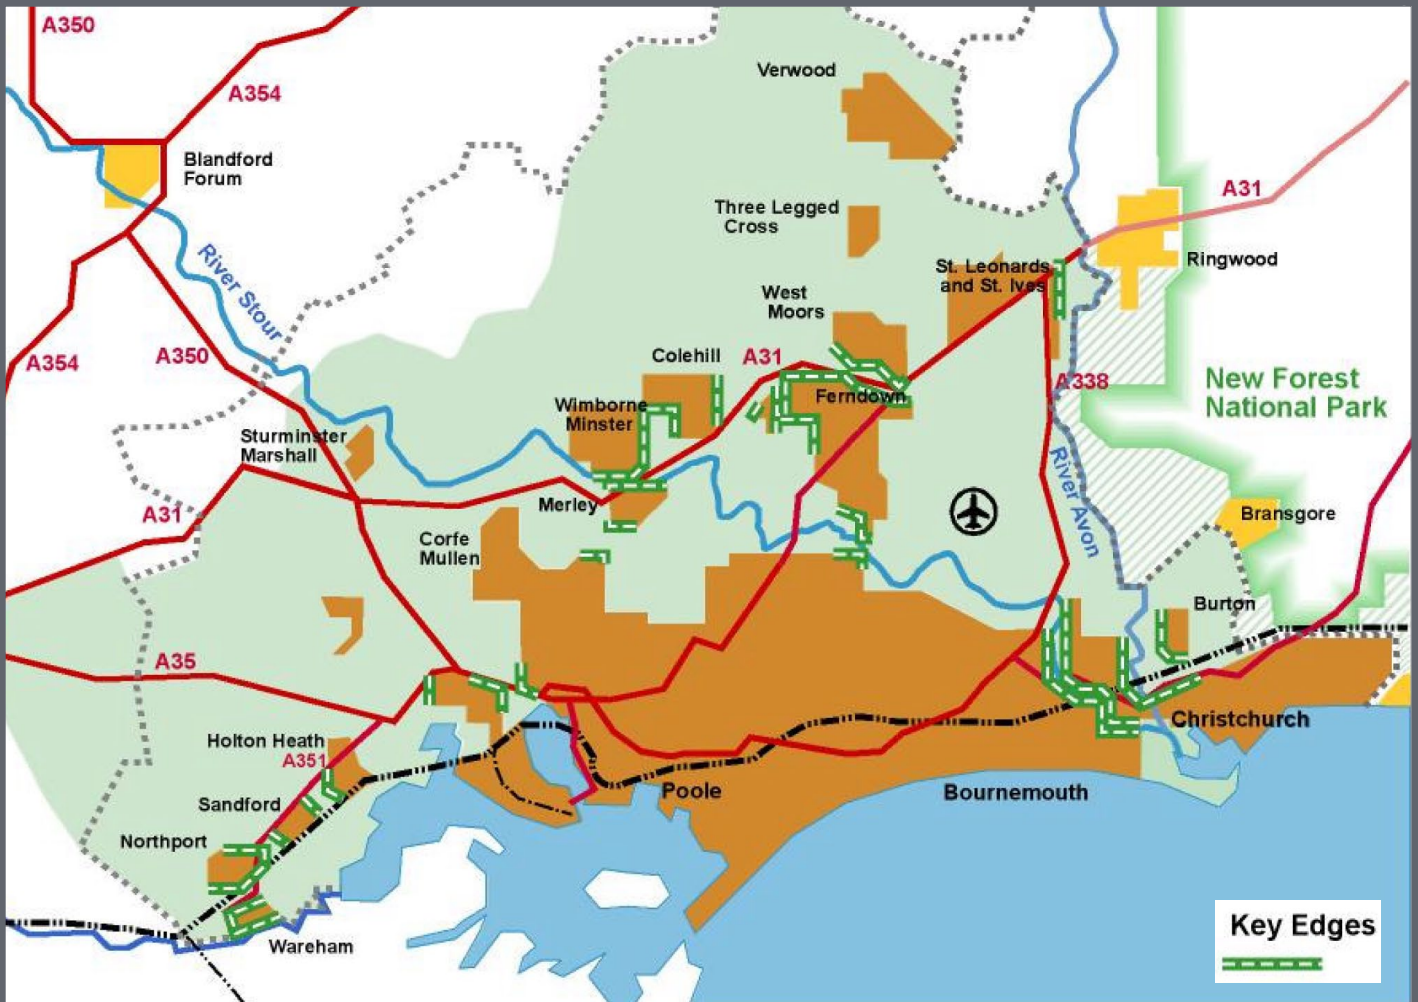 A350
A354
Verwood
Blandford
Forum
A31
Three Legged
Cross
River Stour
St. Leonards
and St. Ives
Ringwood
West
Moors
A354
A350
Colehill
A31
A338
New Forest
National Park
Ferndown
Wimborne
Minster
Sturminster
Marshall
River Avon
Merley
A31
Bransgore
Corfe
Mullen
Burton
A35
Christchurch
Holton Heath
A351
Poole
Bournemouth
Sandford
Northport
Key Edges
Wareham